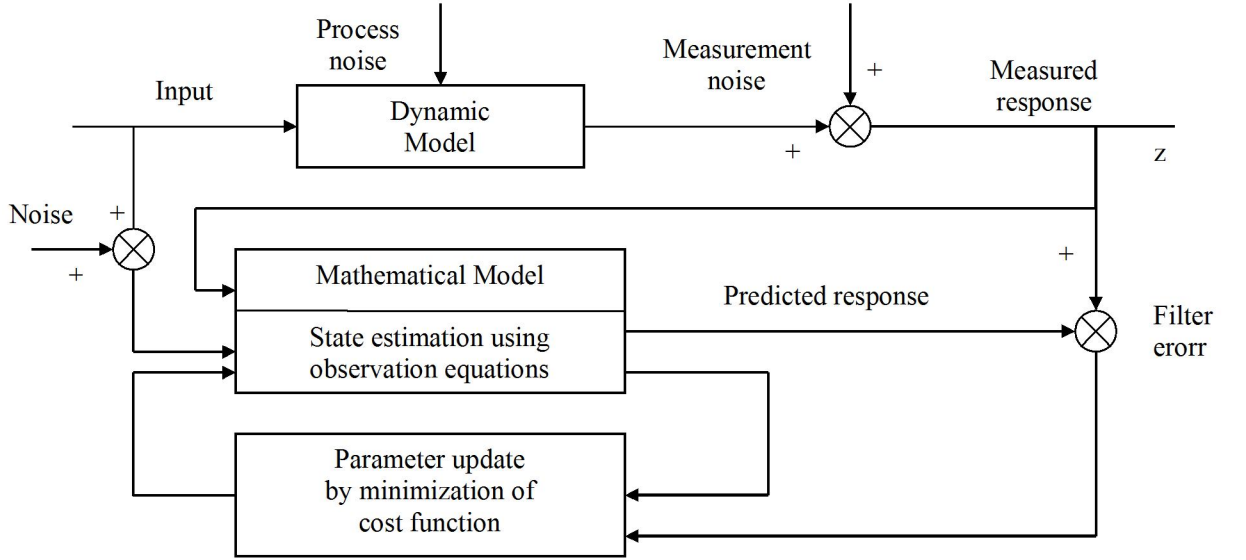 Process
noise
Measurement
noise
+
Measured
response
Input
Dynamic
Model
+
z
Noise
+
+
Mathematical Model
+
Predicted response
State estimation using
observation equations
Filter
erorr
Parameter update
by minimization of
cost function